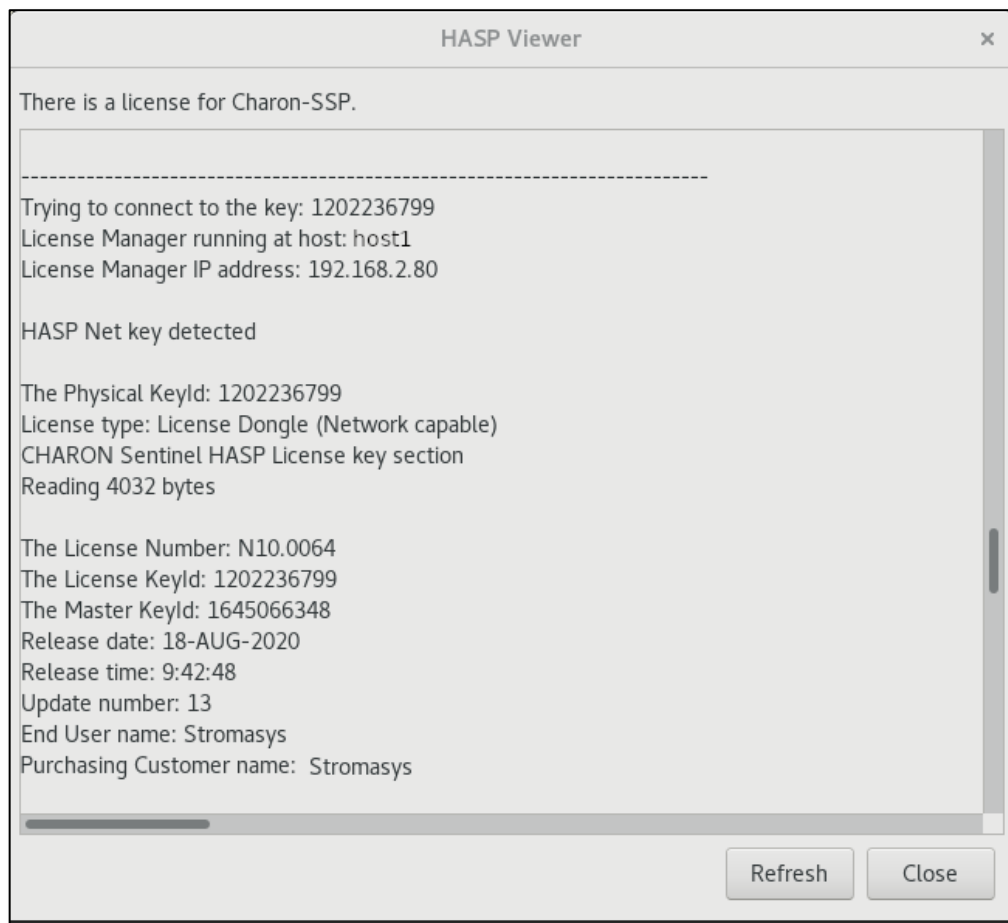 HASP Viewer ×
There is a license for Charon-SSP.
-------------------------------------------------------------------------
Trying to connect to the key: 1202236799
License Manager running at host: host1
License Manager IP address: 192.168.2.80
HASP Net key detected
The Physical KeyId: 1202236799
License type: License Dongle (Network capable)
CHARON Sentinel HASP License key section
Reading 4032 bytes
The License Number: N10.0064
The License KeyId: 1202236799
The Master KeyId: 1645066348
Release date: 18-AUG-2020
Release time: 9:42:48
Update number: 13
End User name: Stromasys
Purchasing Customer name: Stromasys
Refresh Close